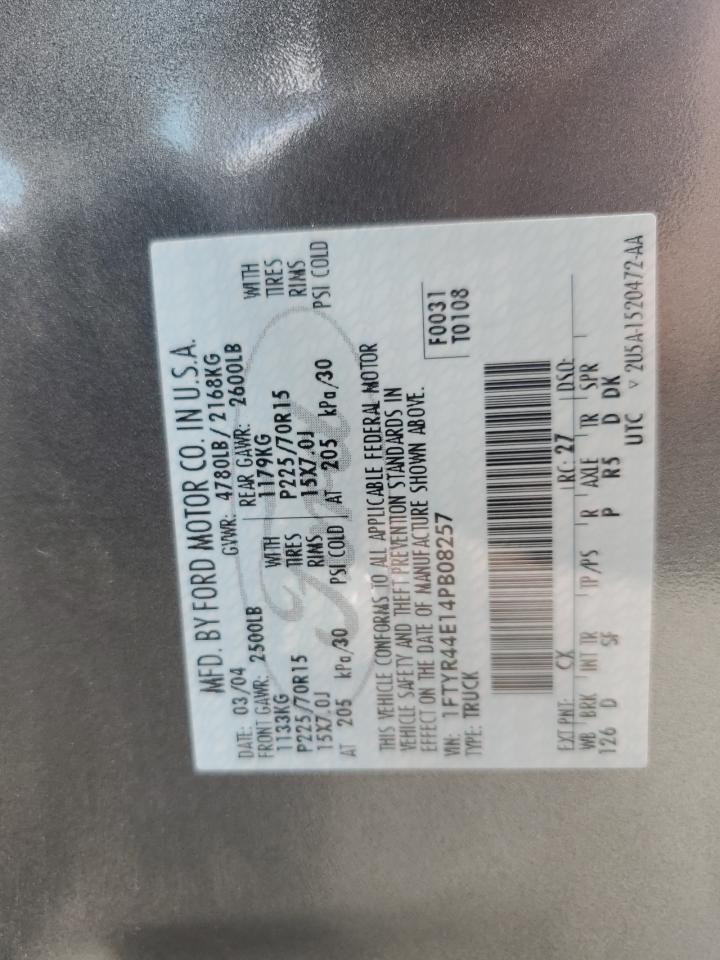 MFD. BY FORD MOTOR CO. IN U.S.A.
DATE: 03/04 GVWR: 4780LB / 2168KG
FRONT GAWR: 2500LB REAR GAWR: 2600LB
1133KG WITH 1179KG WITH
P225/70R15 TIRES P225/70R15 TIRES
15X7.0J RIMS 15X7.0J RIMS
AT 205 kPa/30 PSI COLD AT 205 kPa/30 PSI COLD
Ford
THIS VEHICLE CONFORMS TO ALL APPLICABLE FEDERAL MOTOR
VEHICLE SAFETY AND THEFT PREVENTION STANDARDS IN
EFFECT ON THE DATE OF MANUFACTURE SHOWN ABOVE.
VIN: 1FTYR44E14PB08257 F0031
TYPE: TRUCK T0108
EXT PNT: CX RC: 27 DSO:
WB BRK INT TR TP/PS R AXLE TR SPR
126 D SF P R5 D DK
UTC ▽ 2U5A-1520472-AA